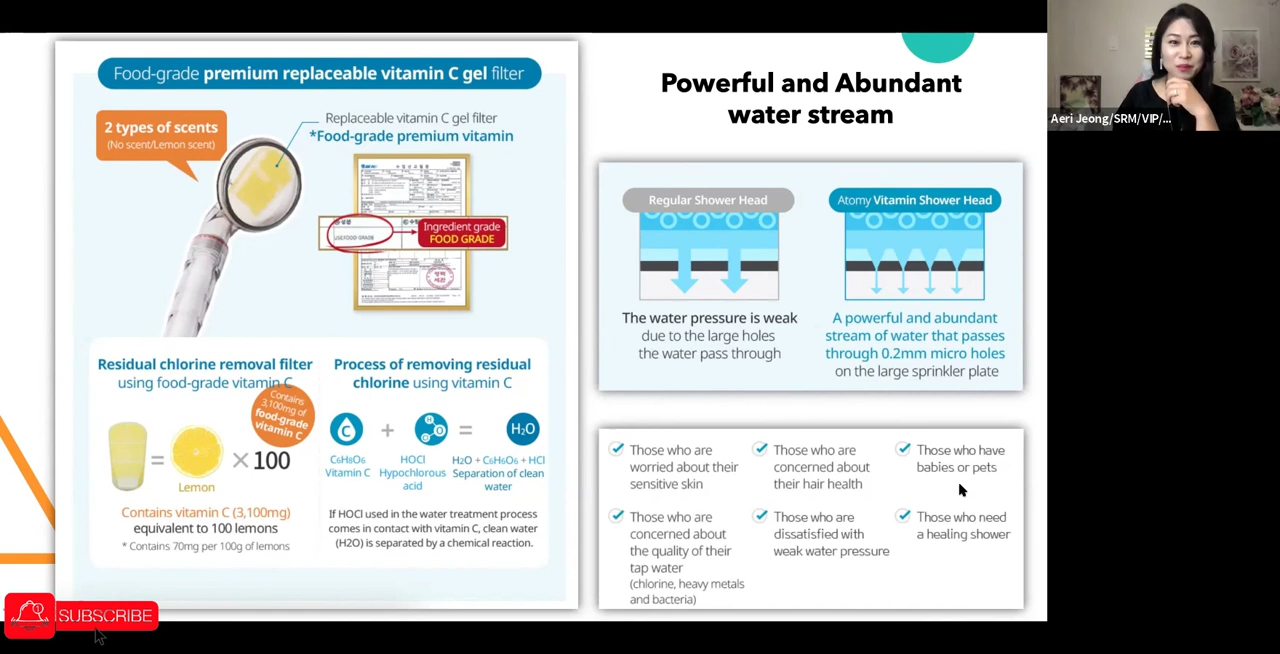 Food-grade premium replaceable vitamin C gel filter
2 types of scents
(No scent/Lemon scent)
Replaceable vitamin C gel filter
*Food-grade premium vitamin
Ingredient grade
FOOD GRADE
Residual chlorine removal filter
using food-grade vitamin C
Contains
3,100mg of
food-grade
vitamin C
=
×100
Lemon
Contains vitamin C (3,100mg)
equivalent to 100 lemons
* Contains 70mg per 100g of lemons
Process of removing residual
chlorine using vitamin C
C
+
H
O
Cl
=
H₂O
C₆H₈O₆
Vitamin C
HOCl
Hypochlorous
acid
H₂O + C₆H₆O₆ + HCl
Separation of clean
water
If HOCl used in the water treatment process
comes in contact with vitamin C, clean water
(H2O) is separated by a chemical reaction.
Powerful and Abundant
water stream
Regular Shower Head
The water pressure is weak
due to the large holes
the water pass through
Atomy Vitamin Shower Head
A powerful and abundant
stream of water that passes
through 0.2mm micro holes
on the large sprinkler plate
Those who are
worried about their
sensitive skin
Those who are
concerned about
their hair health
Those who have
babies or pets
Those who are
concerned about
the quality of their
tap water
(chlorine, heavy metals
and bacteria)
Those who are
dissatisfied with
weak water pressure
Those who need
a healing shower
Aeri Jeong/SRM/VIP/...
SUBSCRIBE